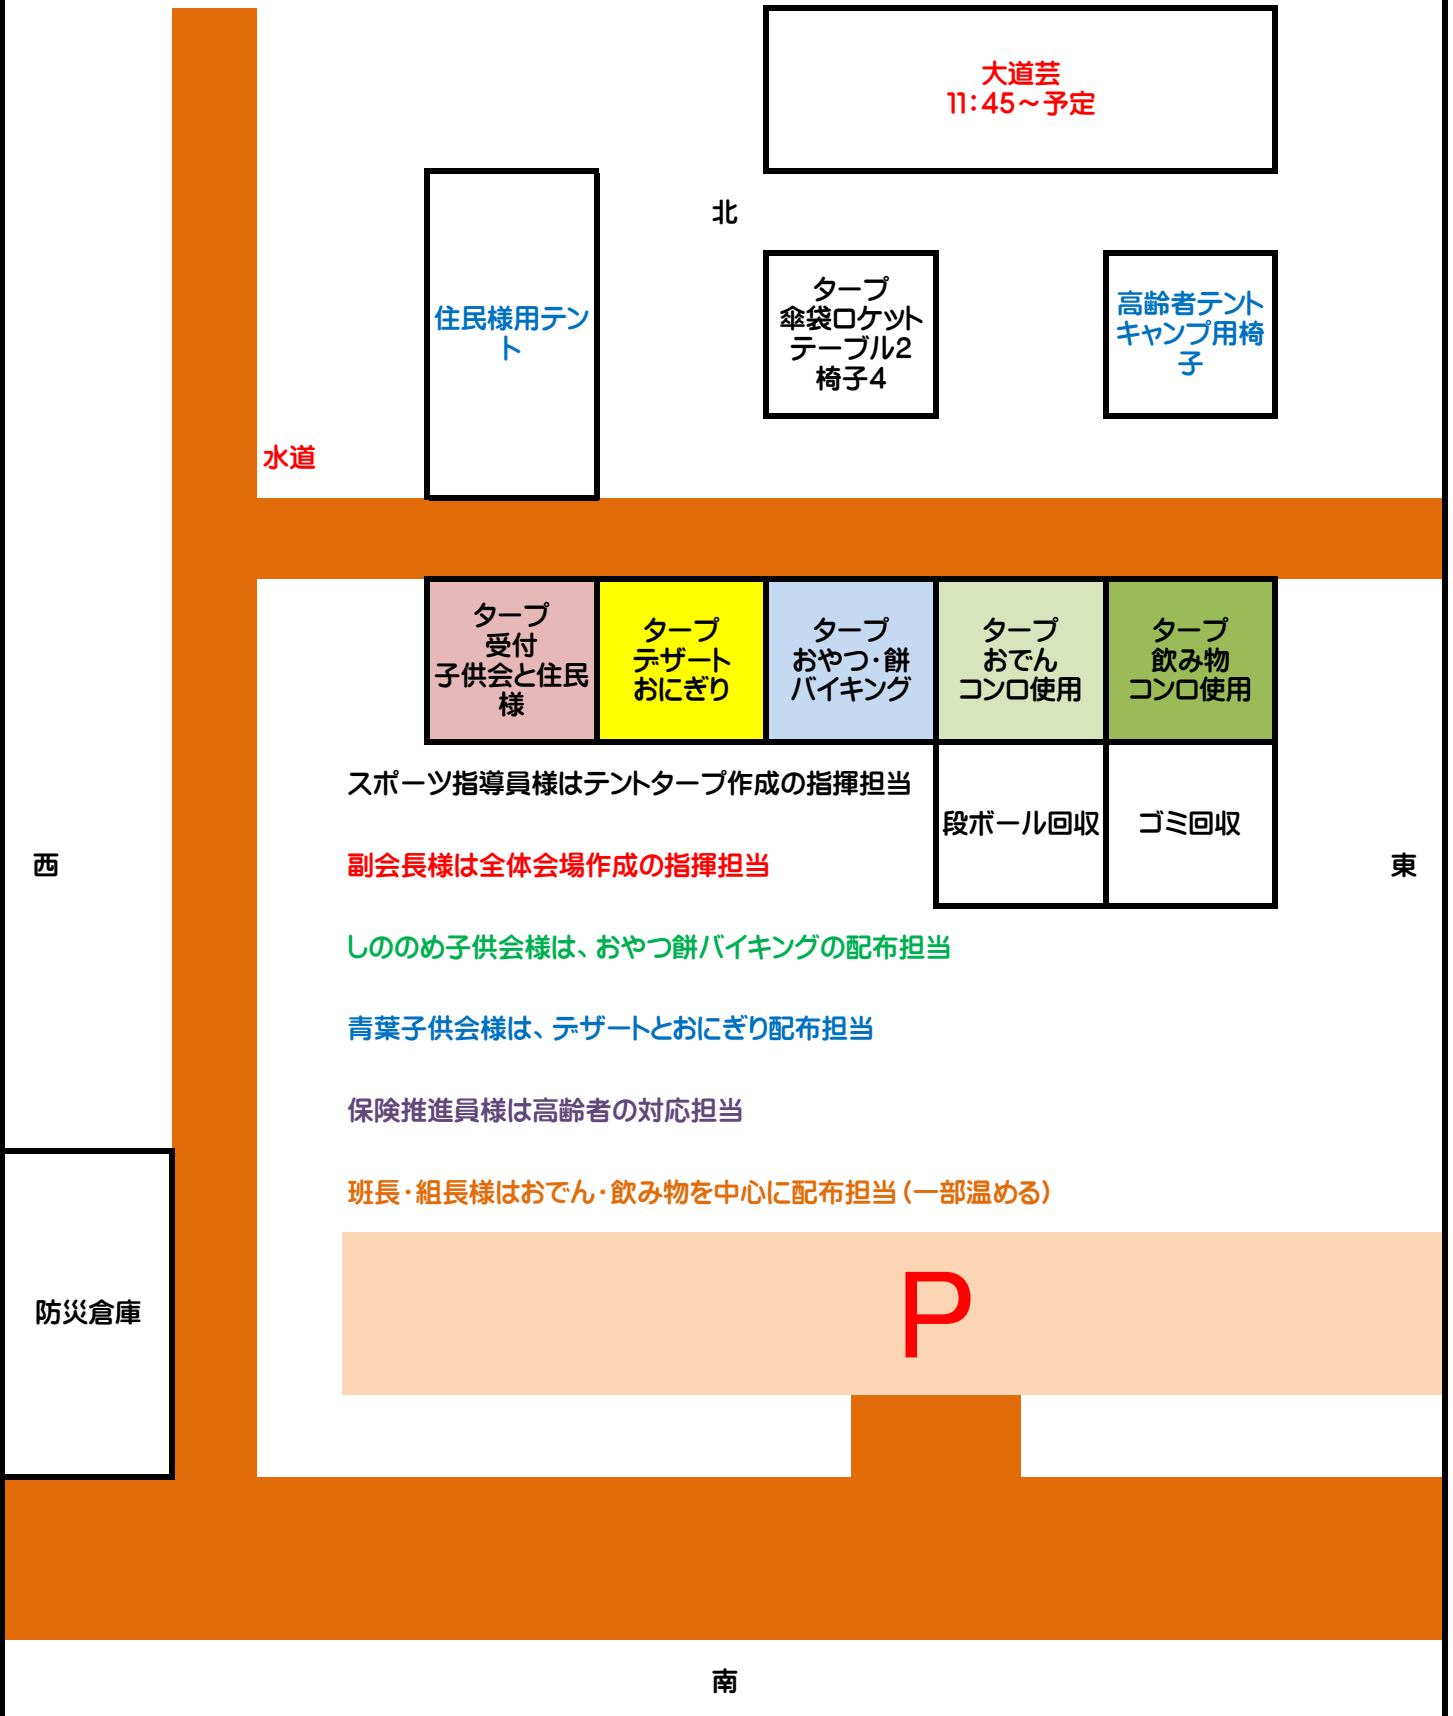 大道芸
11：45～予定
北
住民様用テン
ト
タープ
傘袋ロケット
テーブル2
椅子4
高齢者テント
キャンプ用椅
子
水道
タープ
受付
子供会と住民
様
タープ
デザート
おにぎり
タープ
おやつ・餅
バイキング
タープ
おでん
コンロ使用
タープ
飲み物
コンロ使用
スポーツ指導員様はテントタープ作成の指揮担当
段ボール回収
ゴミ回収
西
副会長様は全体会場作成の指揮担当
東
しののめ子供会様は、おやつ餅バイキングの配布担当
青葉子供会様は、デザートとおにぎり配布担当
保険推進員様は高齢者の対応担当
班長・組長様はおでん・飲み物を中心に配布担当（一部温める）
防災倉庫
P
南